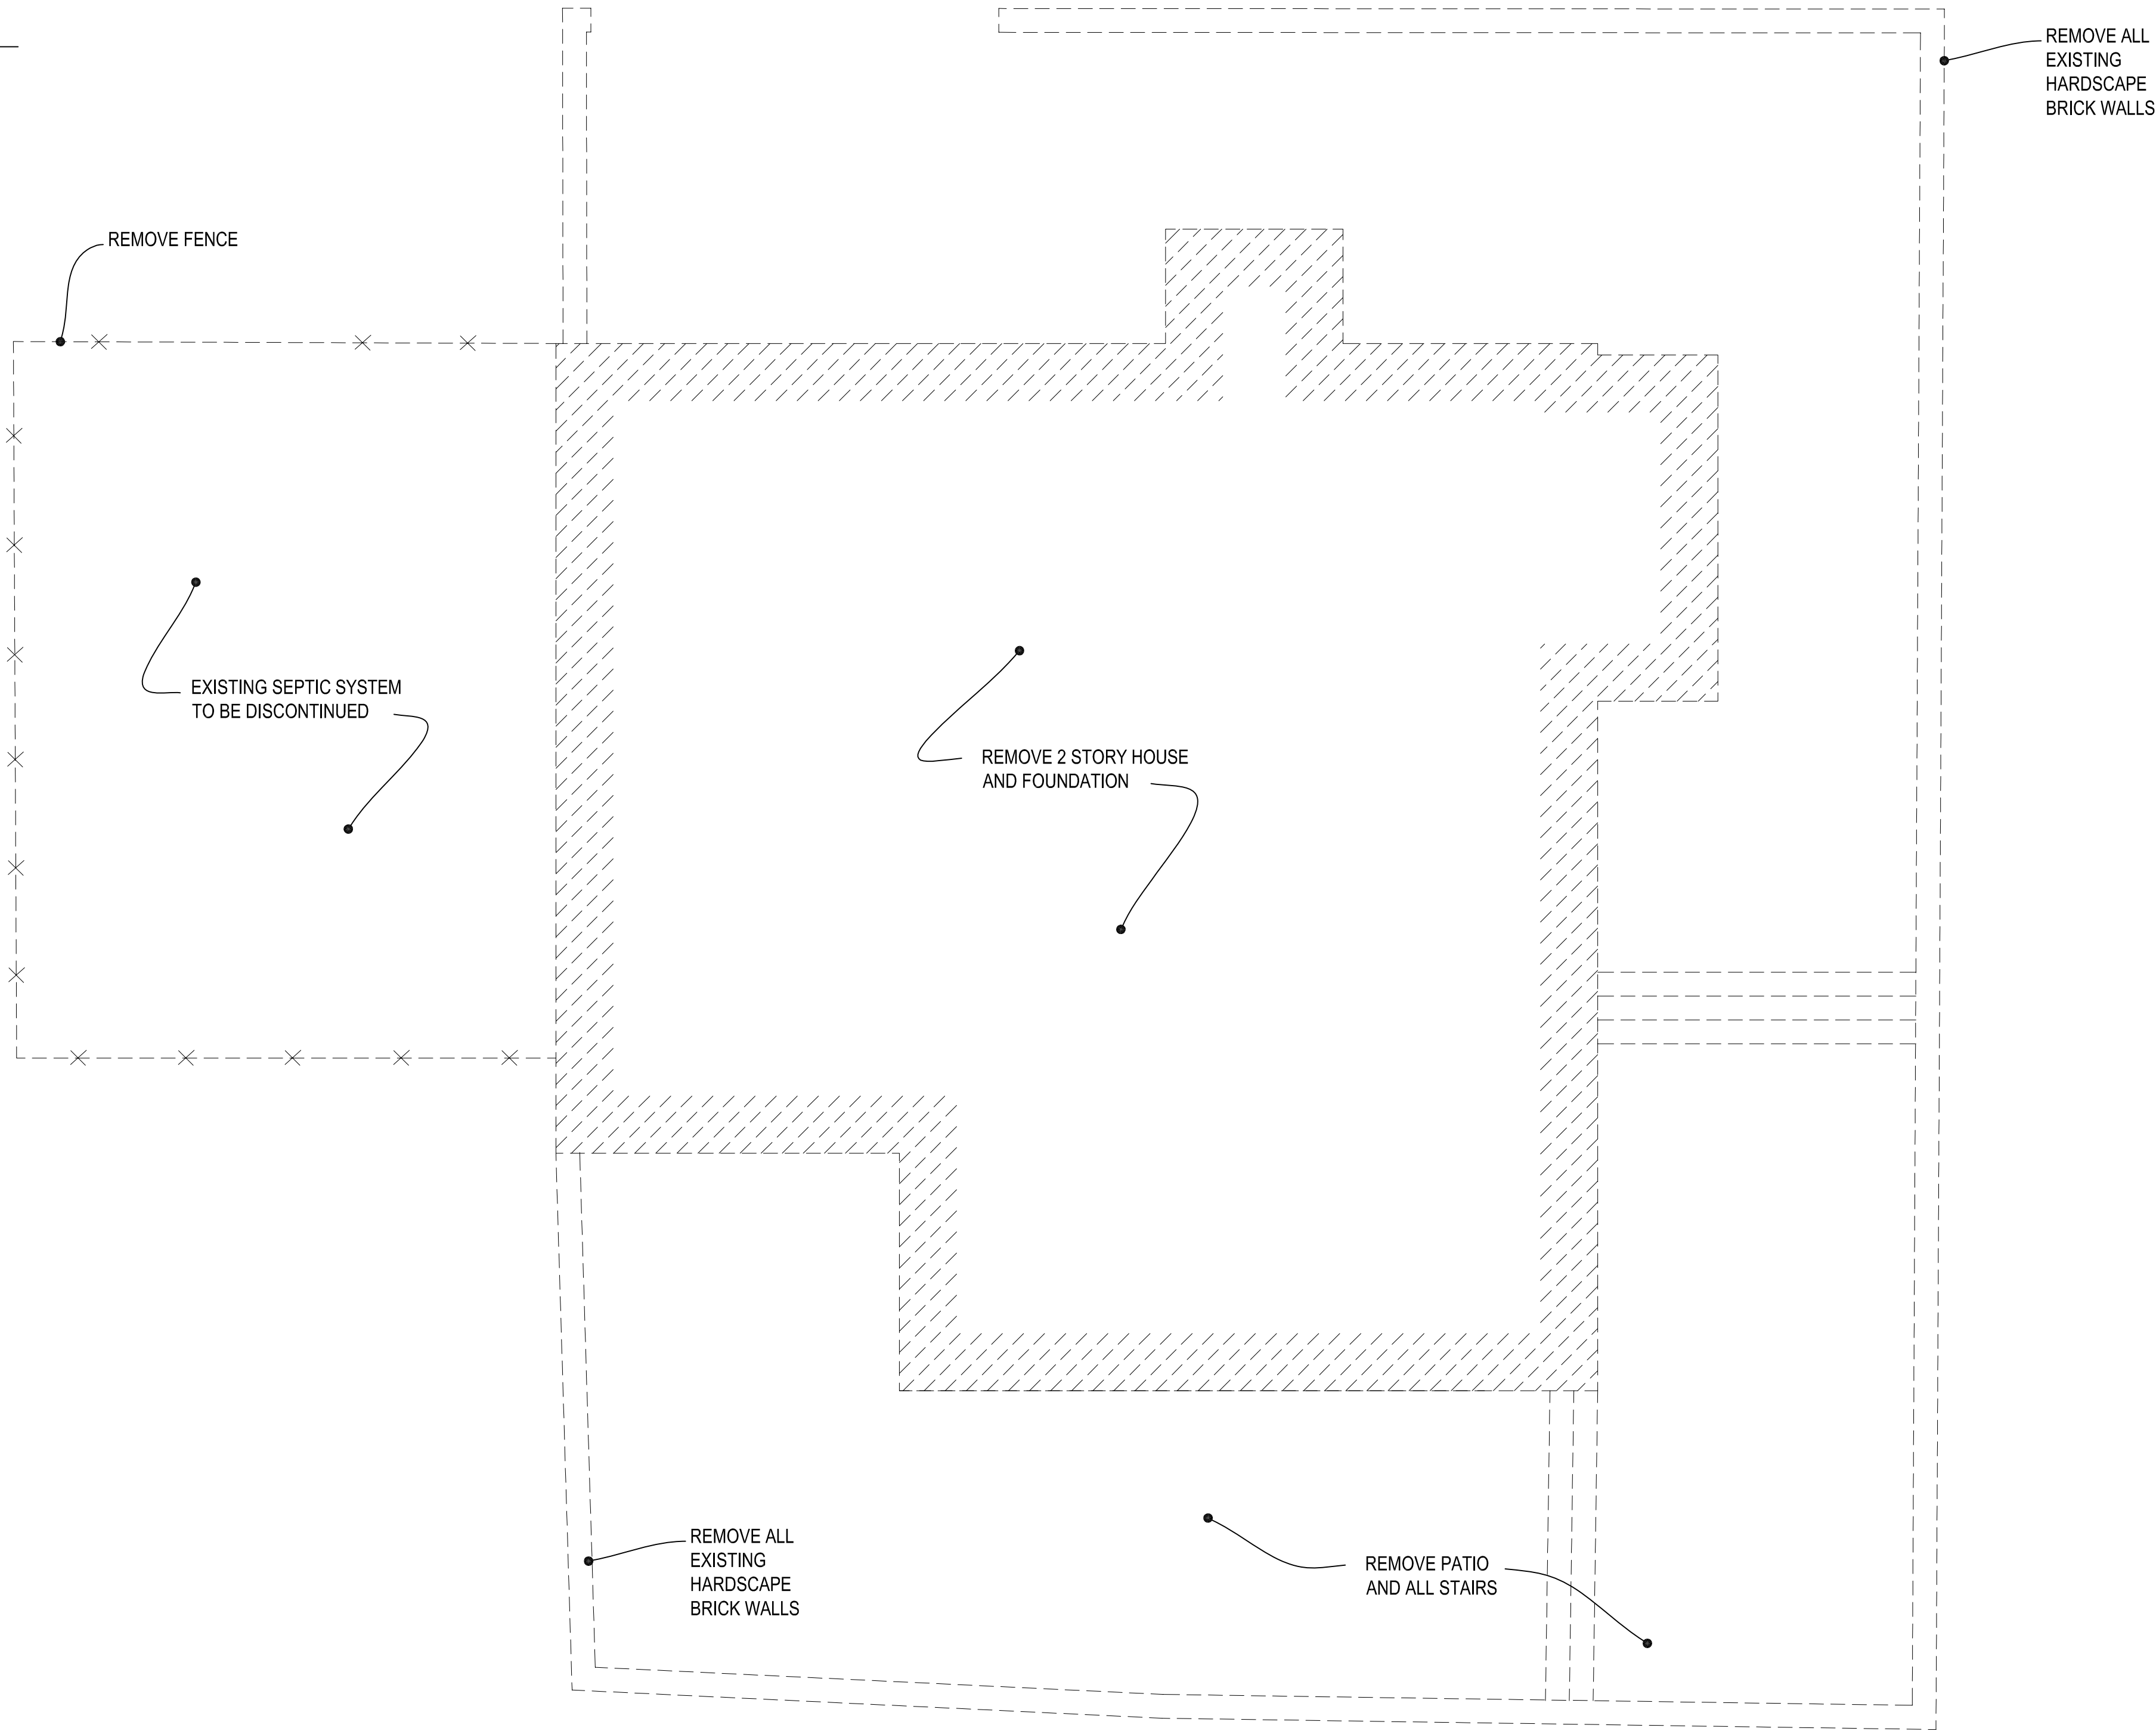 REMOVE ALL
EXISTING
HARDSCAPE
BRICK WALLS
REMOVE FENCE
EXISTING SEPTIC SYSTEM
TO BE DISCONTINUED
REMOVE 2 STORY HOUSE
AND FOUNDATION
REMOVE ALL
EXISTING
HARDSCAPE
BRICK WALLS
REMOVE PATIO
AND ALL STAIRS